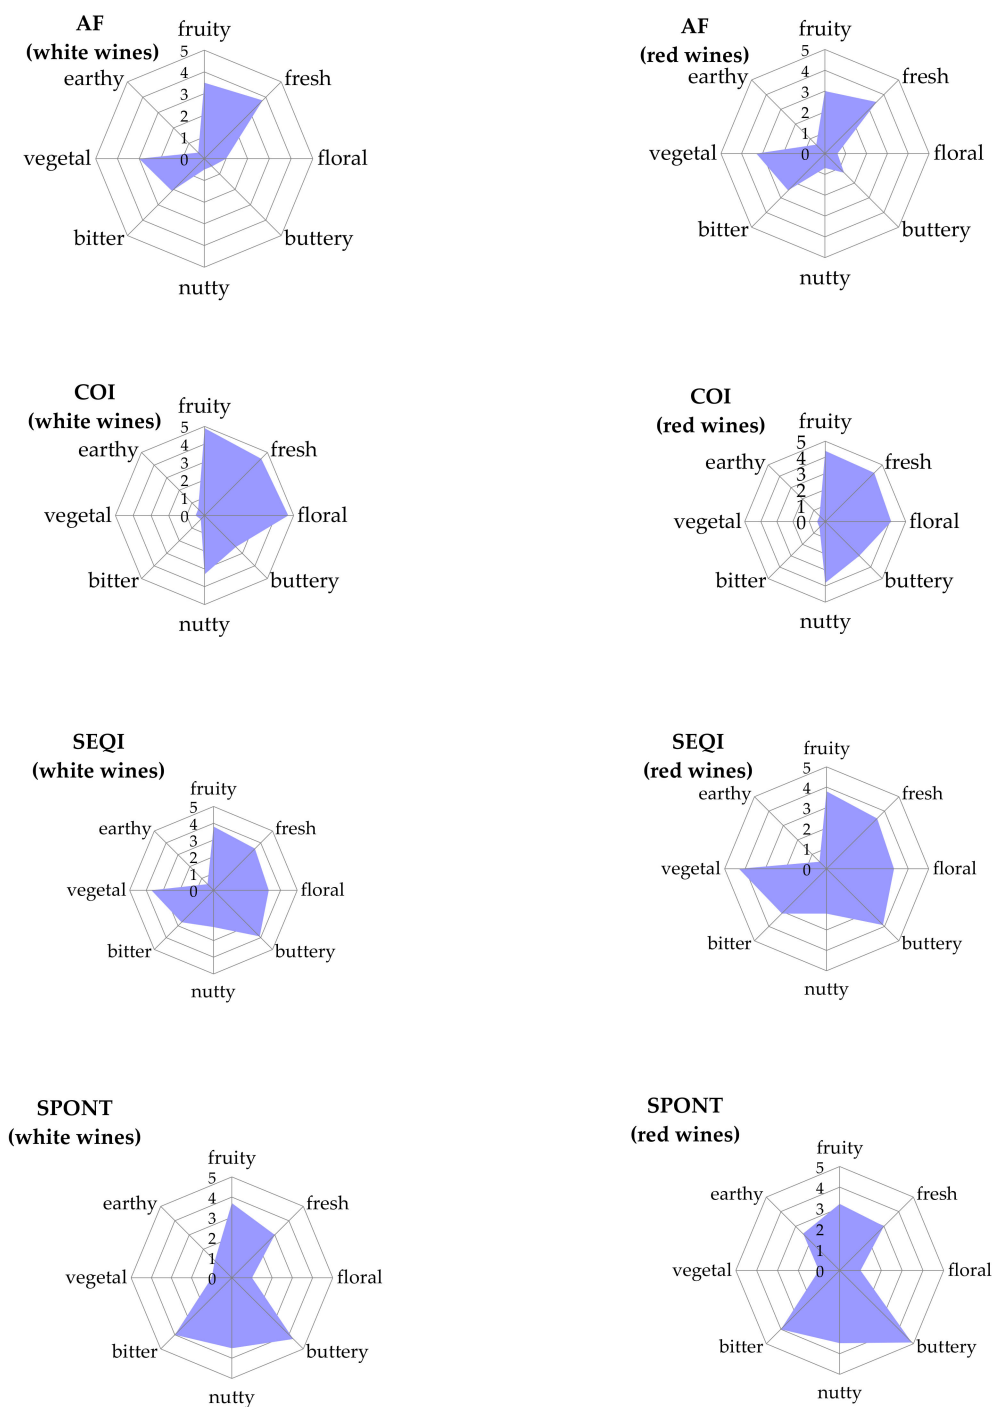 AF
(white wines)
fruity
5
4
3
2
1
0
earthy
fresh
vegetal
floral
bitter
buttery
nutty
AF
(red wines)
fruity
5
4
3
2
1
0
earthy
fresh
vegetal
floral
bitter
buttery
nutty
COI
(white wines)
fruity
5
4
3
2
1
0
earthy
fresh
vegetal
floral
bitter
buttery
nutty
COI
(red wines)
fruity
5
4
3
2
1
0
earthy
fresh
vegetal
floral
bitter
buttery
nutty
SEQI
(white wines)
fruity
5
4
3
2
1
0
earthy
fresh
vegetal
floral
bitter
buttery
nutty
SEQI
(red wines)
fruity
5
4
3
2
1
0
earthy
fresh
vegetal
floral
bitter
buttery
nutty
SPONT
(white wines)
fruity
5
4
3
2
1
0
earthy
fresh
vegetal
floral
bitter
buttery
nutty
SPONT
(red wines)
fruity
5
4
3
2
1
0
earthy
fresh
vegetal
floral
bitter
buttery
nutty